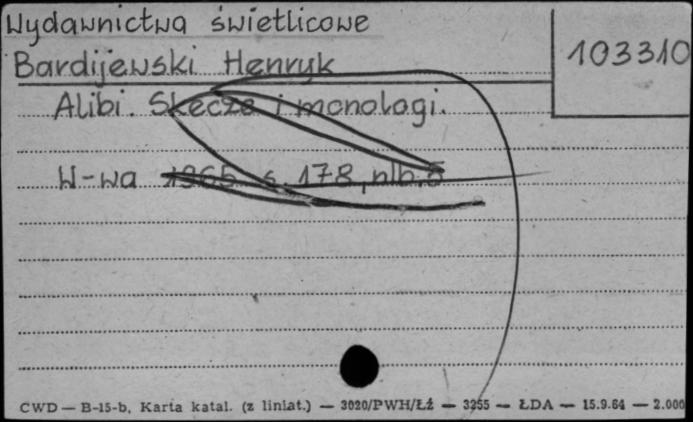 Wydawnictwa świetlicowe
103310
Bardijewski Henryk
Alibi. Skecze i monologi.
W-wa 1965 s. 178, nlb.
CWD — B-15-b, Karta katal. (z liniat.) — 3020/PWH/Łź — 3255 — ŁDA — 15.9.64 — 2.000